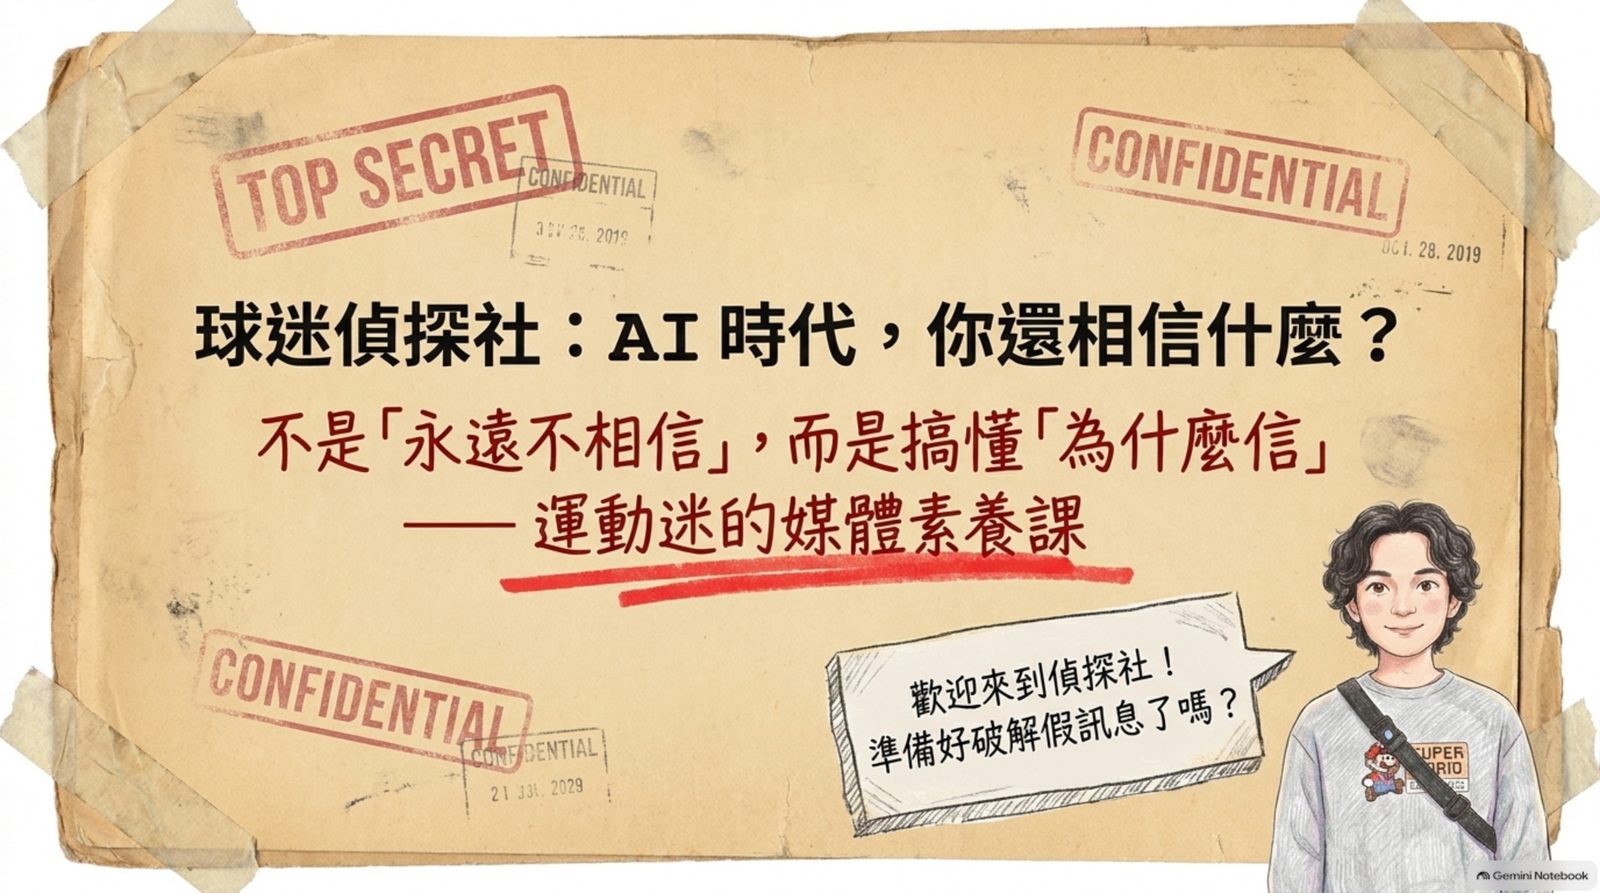 TOP SECRET
CONFIDENTIAL
2019
CONFIDENTIAL
OCT. 28. 2019
球迷偵探社：AI 時代，你還相信什麼？
不是「永遠不相信」，而是搞懂「為什麼信」
—— 運動迷的媒體素養課
歡迎來到偵探社！
準備好破解假訊息了嗎？
CONFIDENTIAL
CONFIDENTIAL
21 2029
SUPER
MARIO
Gemini Notebook